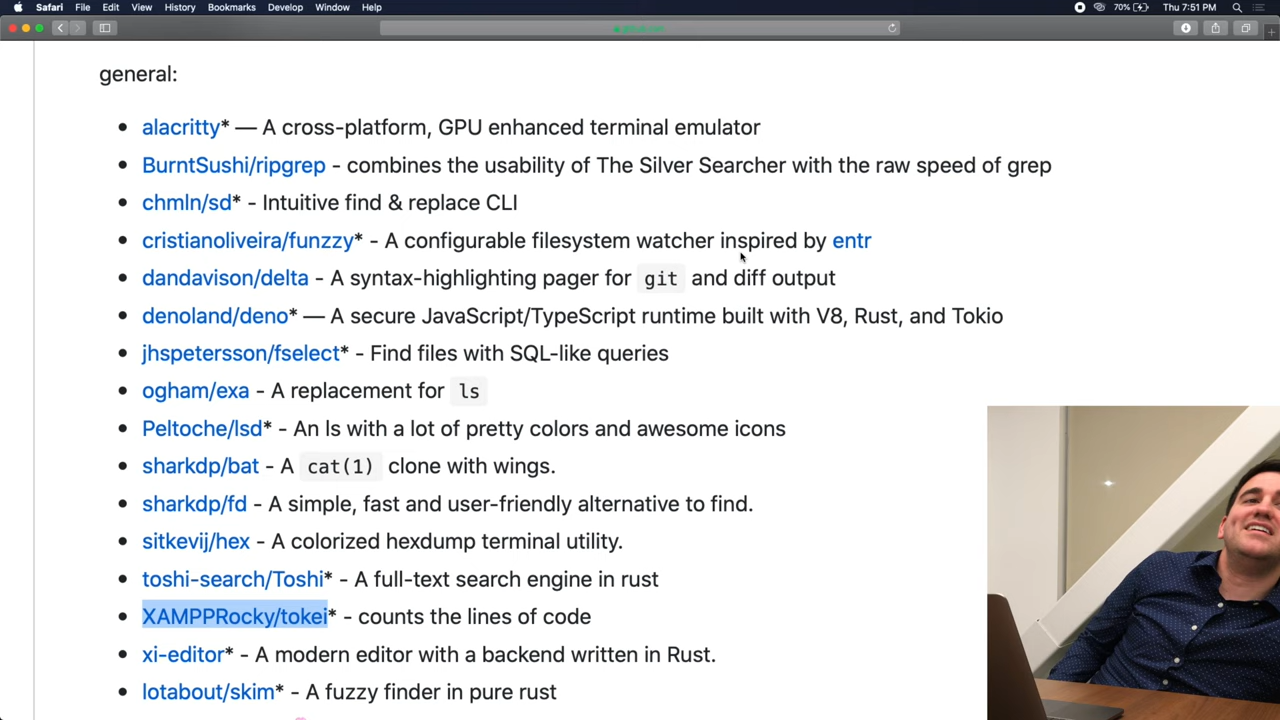 Safari File Edit View History Bookmarks Develop Window Help 70% Thu 7:51 PM
general:
alacritty* — A cross-platform, GPU enhanced terminal emulator
BurntSushi/ripgrep - combines the usability of The Silver Searcher with the raw speed of grep
chmln/sd* - Intuitive find & replace CLI
cristianoliveira/funzzy* - A configurable filesystem watcher inspired by entr
dandavison/delta - A syntax-highlighting pager for git and diff output
denoland/deno* — A secure JavaScript/TypeScript runtime built with V8, Rust, and Tokio
jhspetersson/fselect* - Find files with SQL-like queries
ogham/exa - A replacement for ls
Peltoche/lsd* - An ls with a lot of pretty colors and awesome icons
sharkdp/bat - A cat(1) clone with wings.
sharkdp/fd - A simple, fast and user-friendly alternative to find.
sitkevij/hex - A colorized hexdump terminal utility.
toshi-search/Toshi* - A full-text search engine in rust
XAMPPRocky/tokei* - counts the lines of code
xi-editor* - A modern editor with a backend written in Rust.
lotabout/skim* - A fuzzy finder in pure rust